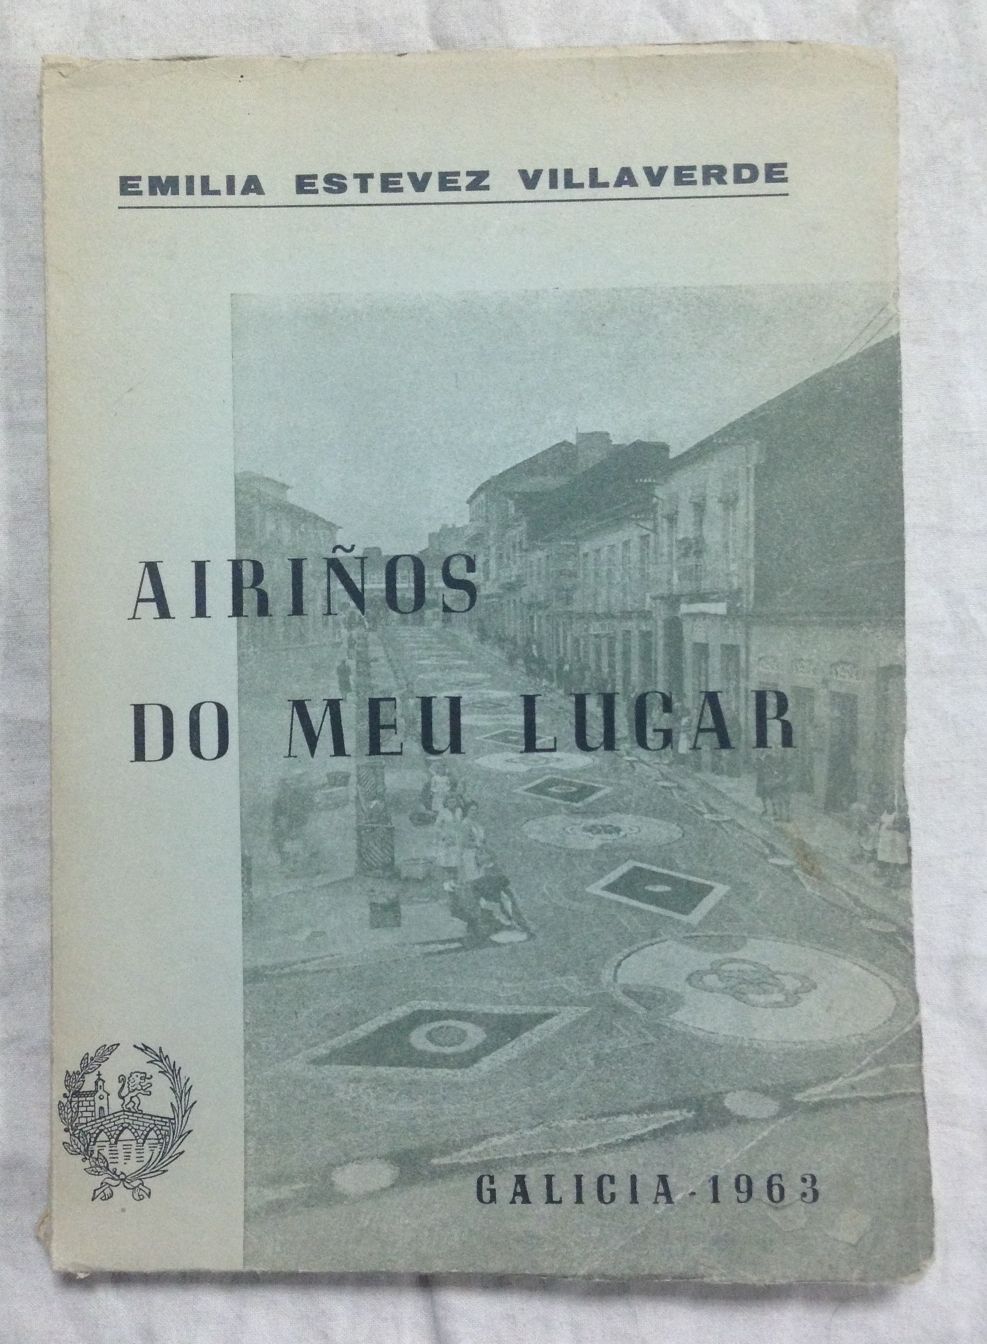 EMILIA ESTEVEZ VILLAVERDE
AIRIÑOS
DO MEU LUGAR
GALICIA-1963